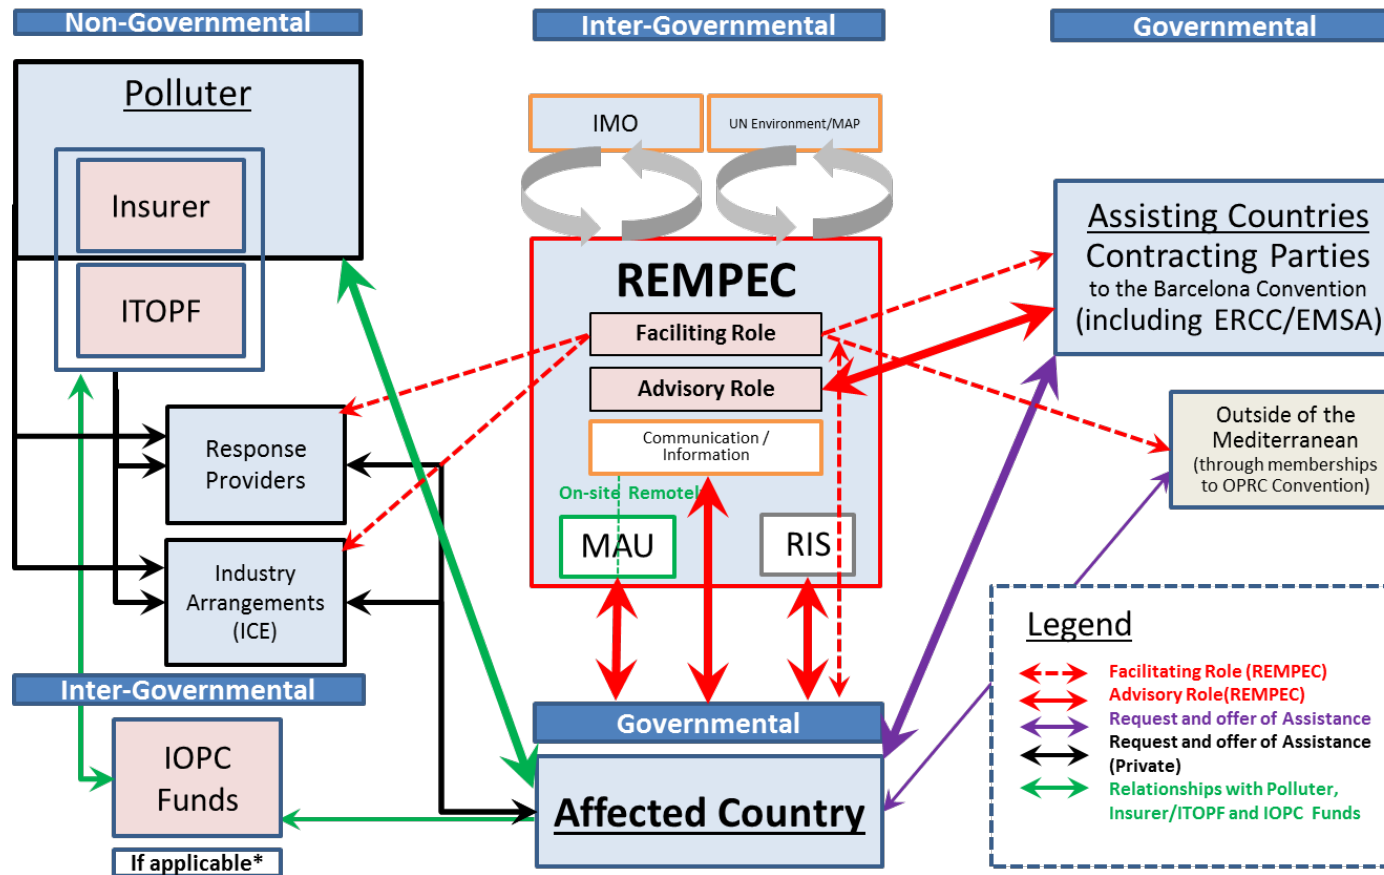 Non-Governmental
Inter-Governmental
Governmental
Polluter
Insurer
ITOPF
Response
Providers
Industry
Arrangements
(ICE)
Inter-Governmental
IOPC
Funds
If applicable*
IMO
UN Environment/MAP
REMPEC
Faciliting Role
Advisory Role
Communication /
Information
On-site Remotel
MAU
RIS
Governmental
Affected Country
Assisting Countries
Contracting Parties
to the Barcelona Convention
(including ERCC/EMSA)
Outside of the
Mediterranean
(through memberships
to OPRC Convention)
Legend
Facilitating Role (REMPEC)
Advisory Role(REMPEC)
Request and offer of Assistance
Request and offer of Assistance
(Private)
Relationships with Polluter,
Insurer/ITOPF and IOPC Funds